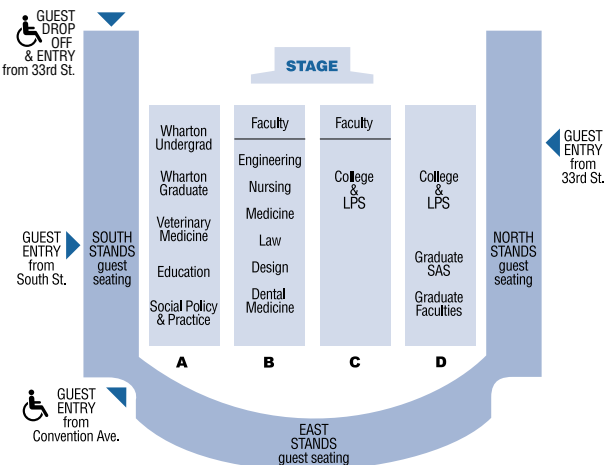 GUEST
DROP
OFF
& ENTRY
from 33rd St.
STAGE
Wharton
Undergrad
Wharton
Graduate
Veterinary
Medicine
Education
Social Policy
& Practice
A
Faculty
Engineering
Nursing
Medicine
Law
Design
Dental
Medicine
B
Faculty
College
& LPS
C
College
& LPS
Graduate
SAS
Graduate
Faculties
D
GUEST
ENTRY
from
33rd St.
GUEST
ENTRY
from
South St.
SOUTH
STANDS
guest
seating
NORTH
STANDS
guest
seating
GUEST
ENTRY
from
Convention Ave.
EAST
STANDS
guest seating